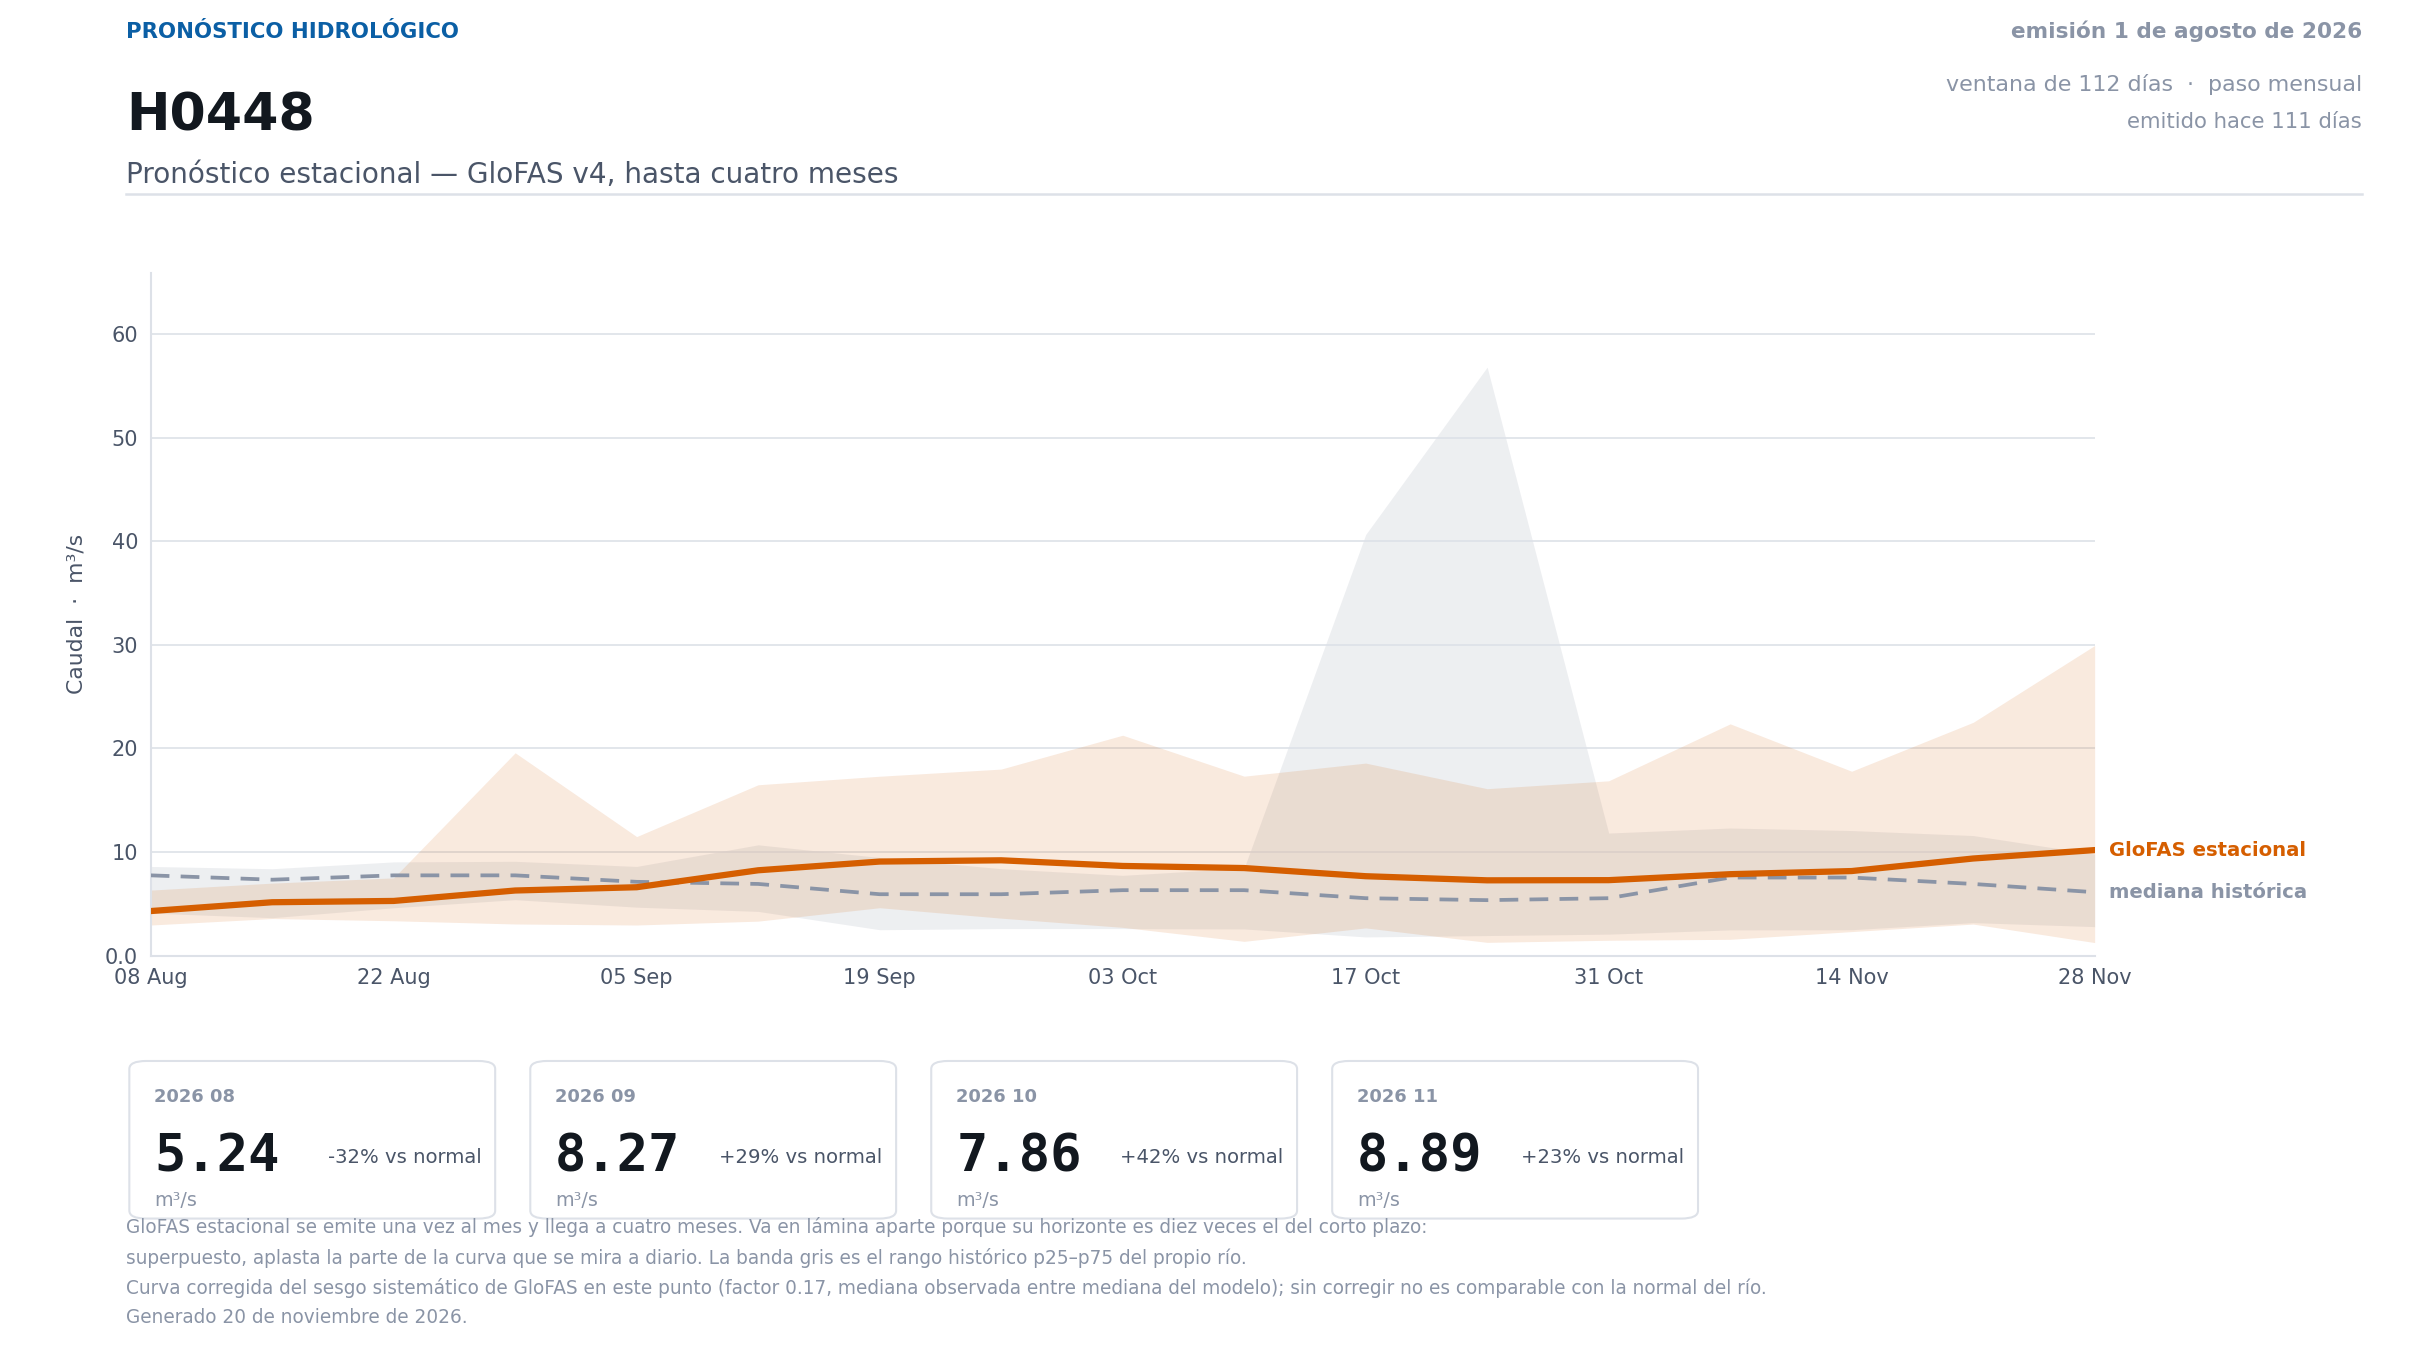 PRONÓSTICO HIDROLÓGICO
emisión 1 de agosto de 2026
H0448
ventana de 112 días · paso mensual
emitido hace 111 días
Pronóstico estacional — GloFAS v4, hasta cuatro meses
Caudal · m³/s
60
50
40
30
20
10
0.0
GloFAS estacional
mediana histórica
08 Aug 22 Aug 05 Sep 19 Sep 03 Oct 17 Oct 31 Oct 14 Nov 28 Nov
2026 08
5.24 -32% vs normal
m³/s
2026 09
8.27 +29% vs normal
m³/s
2026 10
7.86 +42% vs normal
m³/s
2026 11
8.89 +23% vs normal
m³/s
GloFAS estacional se emite una vez al mes y llega a cuatro meses. Va en lámina aparte porque su horizonte es diez veces el del corto plazo:
superpuesto, aplasta la parte de la curva que se mira a diario. La banda gris es el rango histórico p25–p75 del propio río.
Curva corregida del sesgo sistemático de GloFAS en este punto (factor 0.17, mediana observada entre mediana del modelo); sin corregir no es comparable con la normal del río.
Generado 20 de noviembre de 2026.